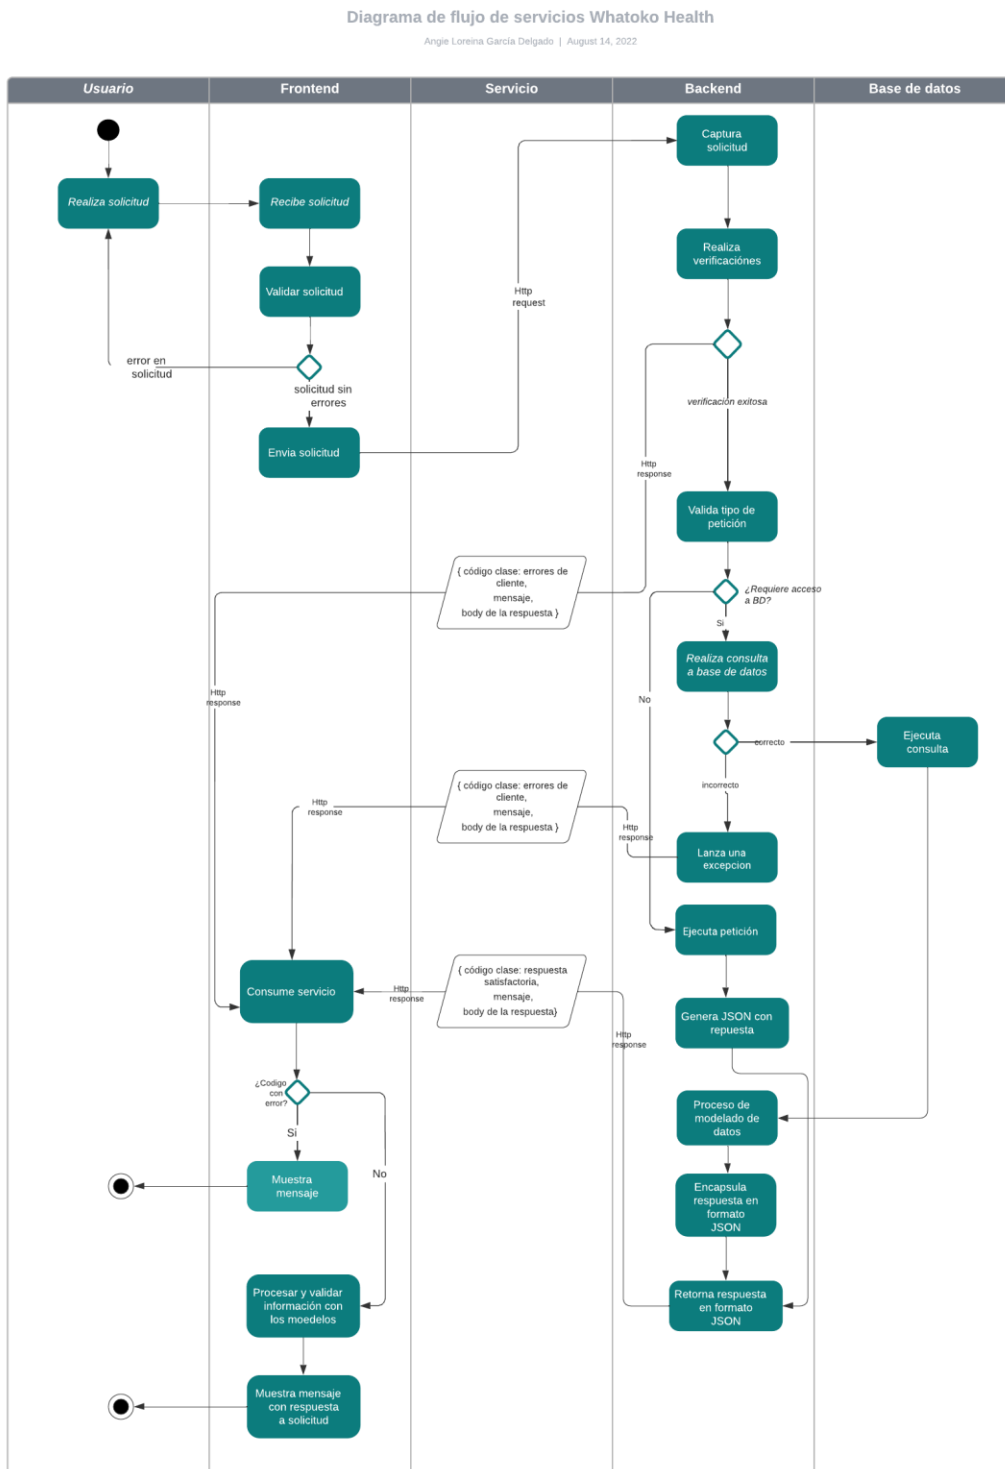 Diagrama de flujo de servicios Whatoko Health
Angie Loreina García Delgado | August 14, 2022
Usuario
Frontend
Servicio
Backend
Base de datos
Captura
solicitud
Realiza solicitud
Recibe solicitud
Realiza
verificaciónes
Validar solicitud
Http
request
error en
solicitud
solicitud sin
errores
verificación exitosa
Envia solicitud
Http
response
Valida tipo de
petición
{ código clase: errores de
cliente,
mensaje,
body de la respuesta }
¿Requiere acceso
a BD?
Si
Realiza consulta
a base de datos
Http
response
No
Ejecuta
consulta
correcto
incorrecto
{ código clase: errores de
cliente,
mensaje,
body de la respuesta }
Http
response
Http
response
Lanza una
excepcion
Ejecuta petición
{ código clase: respuesta
satisfactoria,
mensaje,
body de la respuesta}
Consume servicio
Http
response
Genera JSON con
repuesta
Http
response
¿Codigo
con
error?
Si
Proceso de
modelado de
datos
No
Muestra
mensaje
Encapsula
respuesta en
formato
JSON
Procesar y validar
información con
los moedelos
Retorna respuesta
en formato
JSON
Muestra mensaje
con respuesta
a solicitud